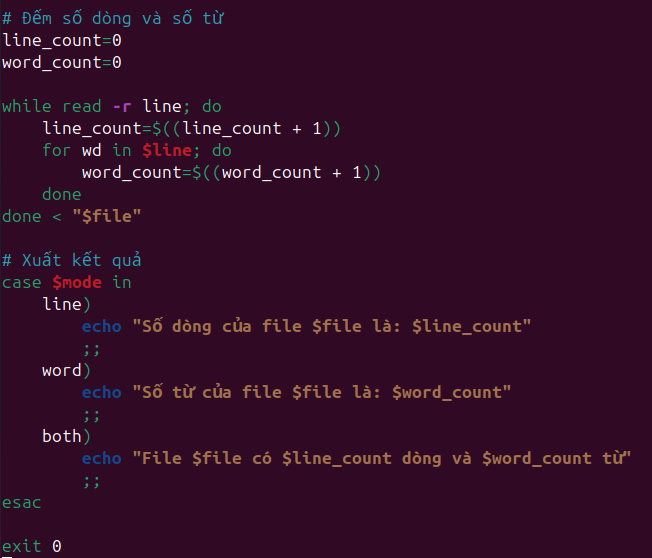 # Đếm số dòng và số từ
line_count=0
word_count=0
while read -r line; do
    line_count=$((line_count + 1))
    for wd in $line; do
        word_count=$((word_count + 1))
    done
done < "$file"
# Xuất kết quả
case $mode in
    line)
        echo "Số dòng của file $file là: $line_count"
        ;;
    word)
        echo "Số từ của file $file là: $word_count"
        ;;
    both)
        echo "File $file có $line_count dòng và $word_count từ"
        ;;
esac
exit 0